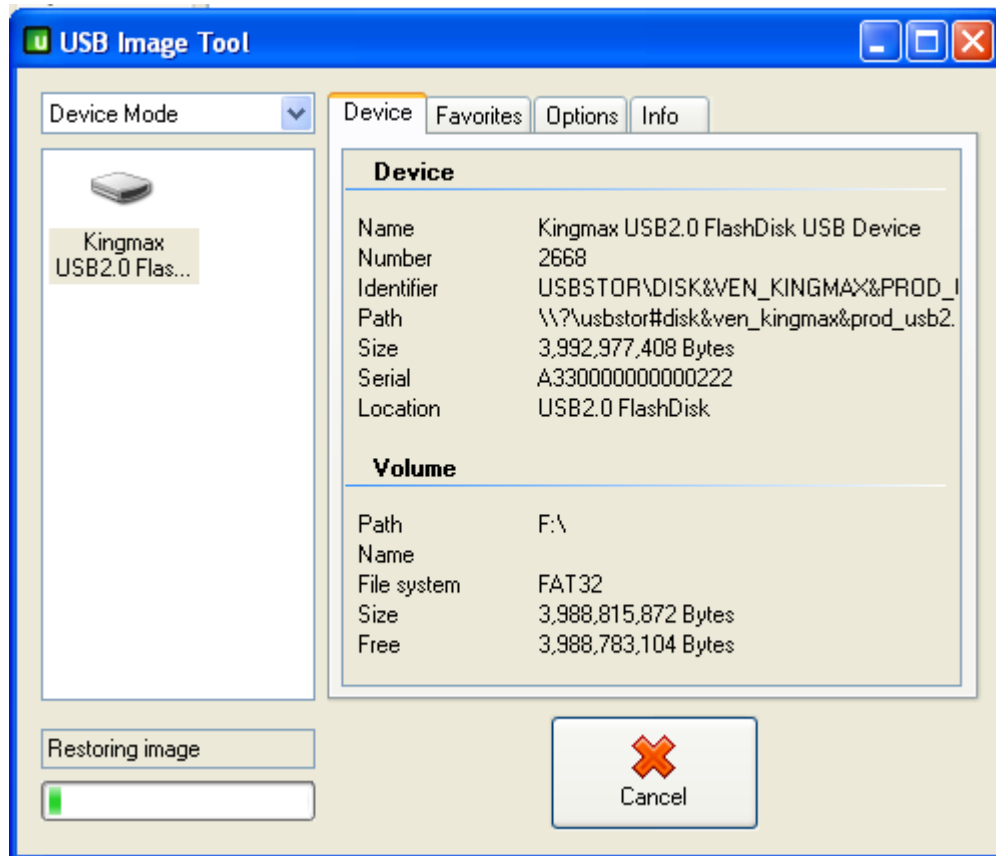 USB Image Tool
Device Mode
Device Favorites Options Info
Kingmax
USB2.0 Flas...
Device
Name Kingmax USB2.0 FlashDisk USB Device
Number 2668
Identifier USBSTOR\DISK&VEN_KINGMAX&PROD_
Path \\?\usbstor#disk&ven_kingmax&prod_usb2.
Size 3,992,977,408 Bytes
Serial A330000000000222
Location USB2.0 FlashDisk
Volume
Path F:\
Name
File system FAT32
Size 3,988,815,872 Bytes
Free 3,988,783,104 Bytes
Restoring image
Cancel